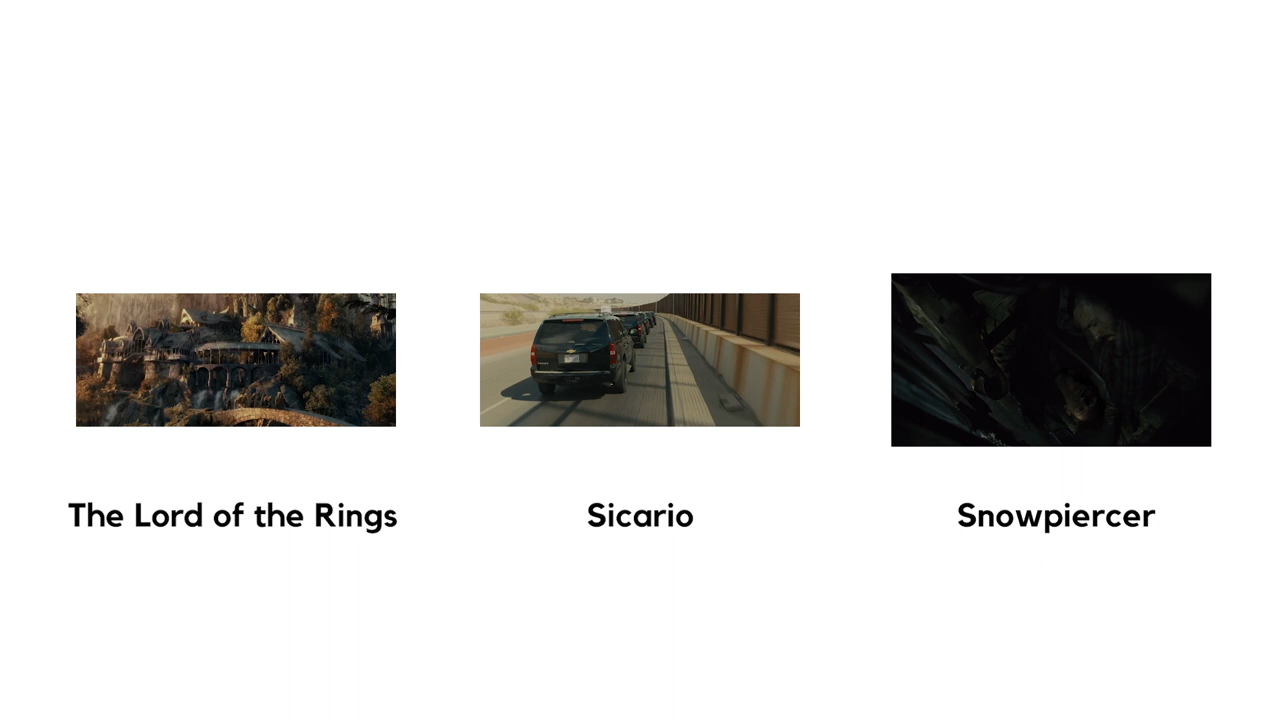 The Lord of the Rings
Sicario
Snowpiercer